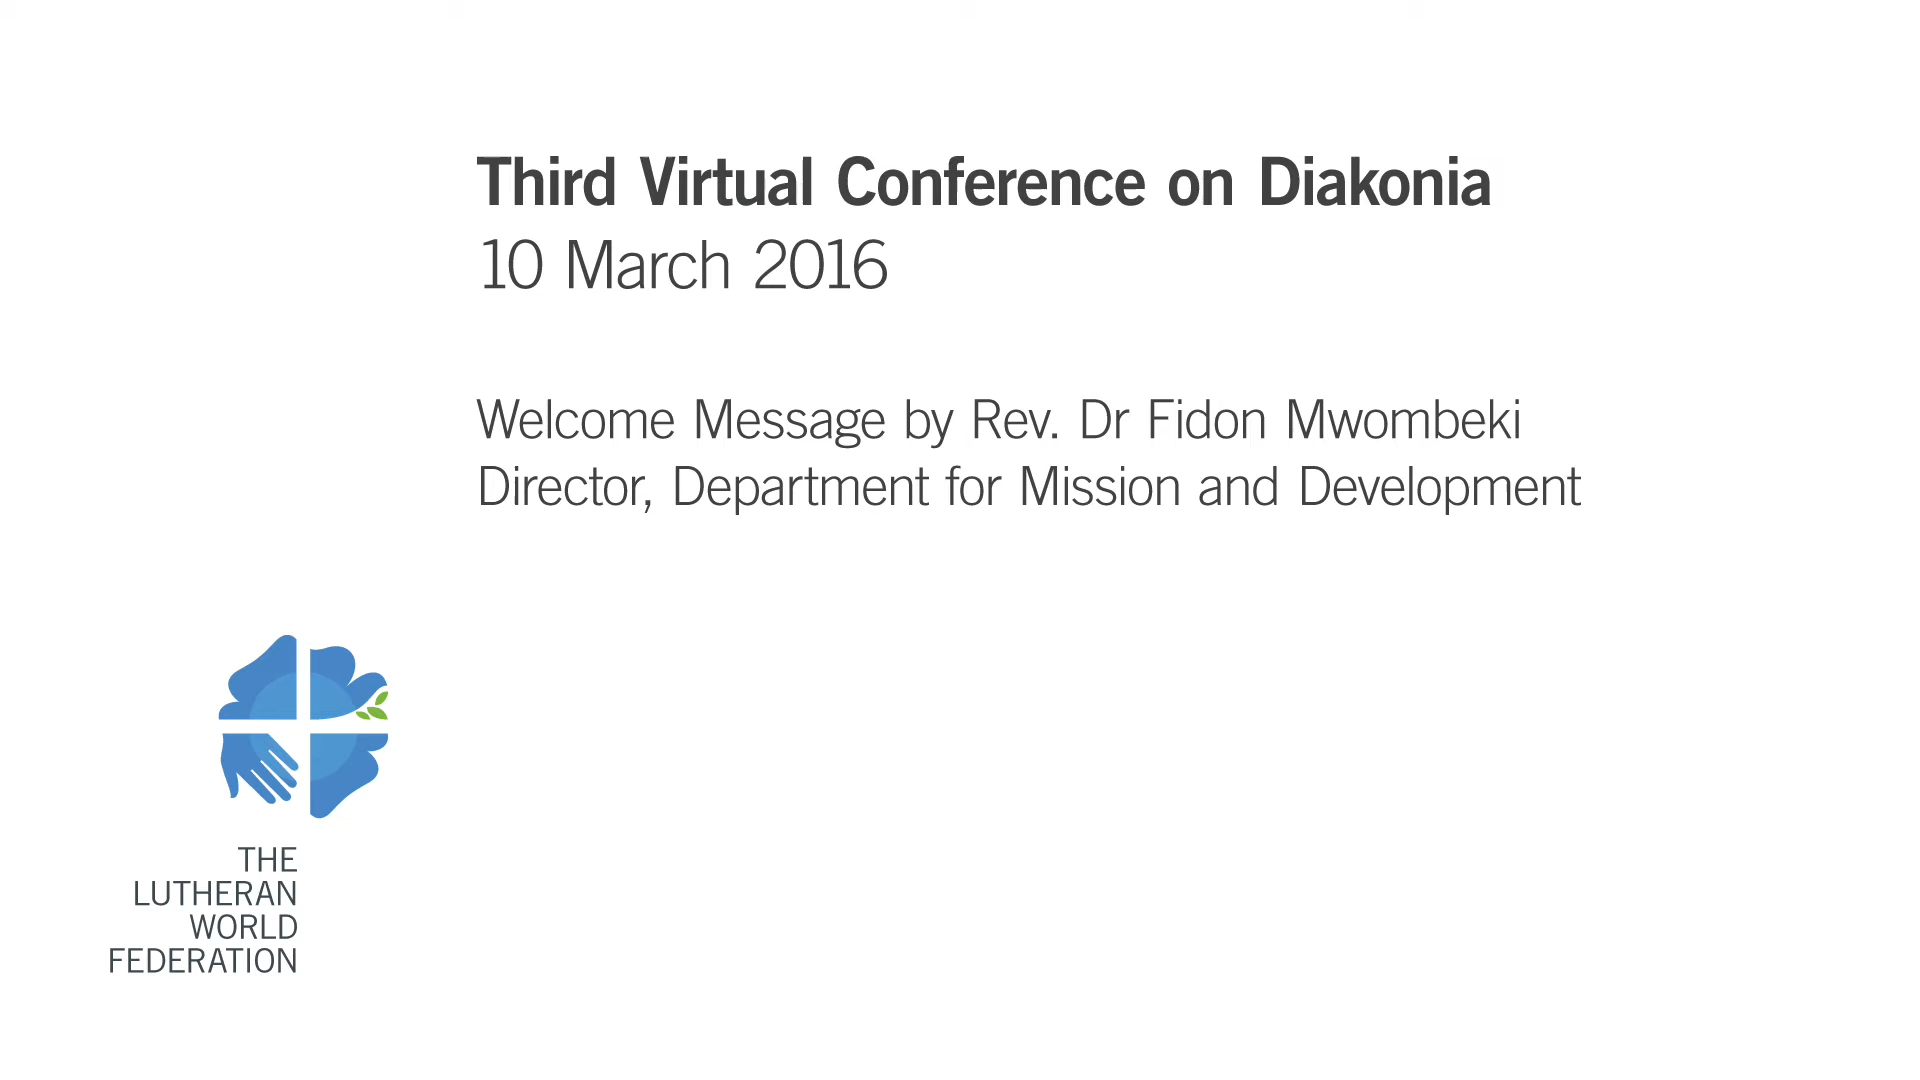 Third Virtual Conference on Diakonia
10 March 2016
Welcome Message by Rev. Dr Fidon Mwombeki
Director, Department for Mission and Development
THE
LUTHERAN
WORLD
FEDERATION